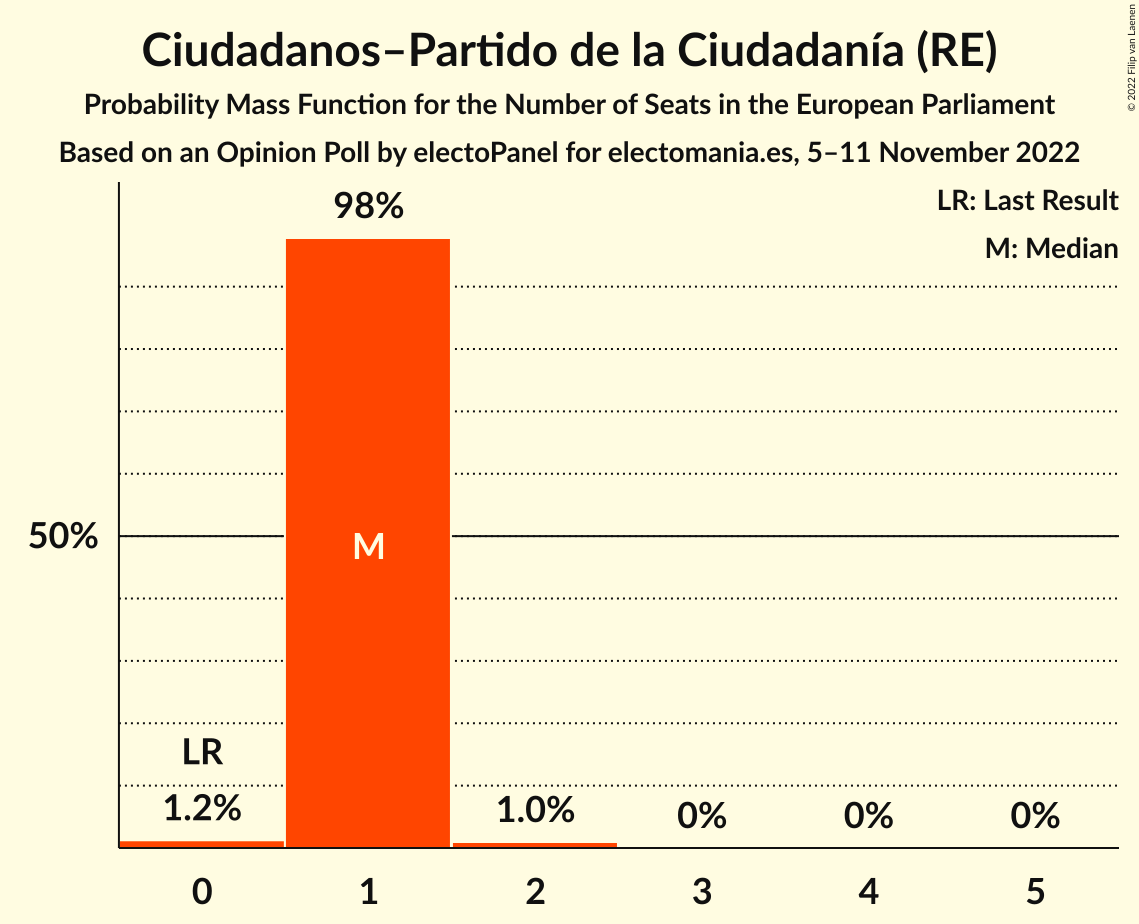 Ciudadanos–Partido de la Ciudadanía (RE)
Probability Mass Function for the Number of Seats in the European Parliament
Based on an Opinion Poll by electoPanel for electomania.es, 5–11 November 2022
© 2022 Filip van Laenen
LR: Last Result
M: Median
98%
50%
M
LR
1.2%
1.0%
0%
0%
0%
0
1
2
3
4
5